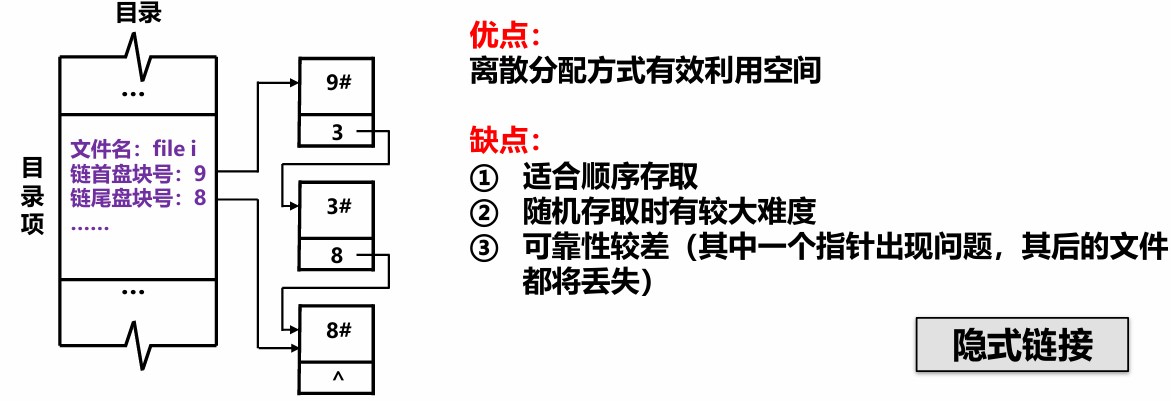 目录
…
文件名：file i
链首盘块号：9
链尾盘块号：8
……
…
目录项
9#
3
3#
8
8#
^
优点：
离散分配方式有效利用空间
缺点：
① 适合顺序存取
② 随机存取时有较大难度
③ 可靠性较差（其中一个指针出现问题，其后的文件
都将丢失）
隐式链接